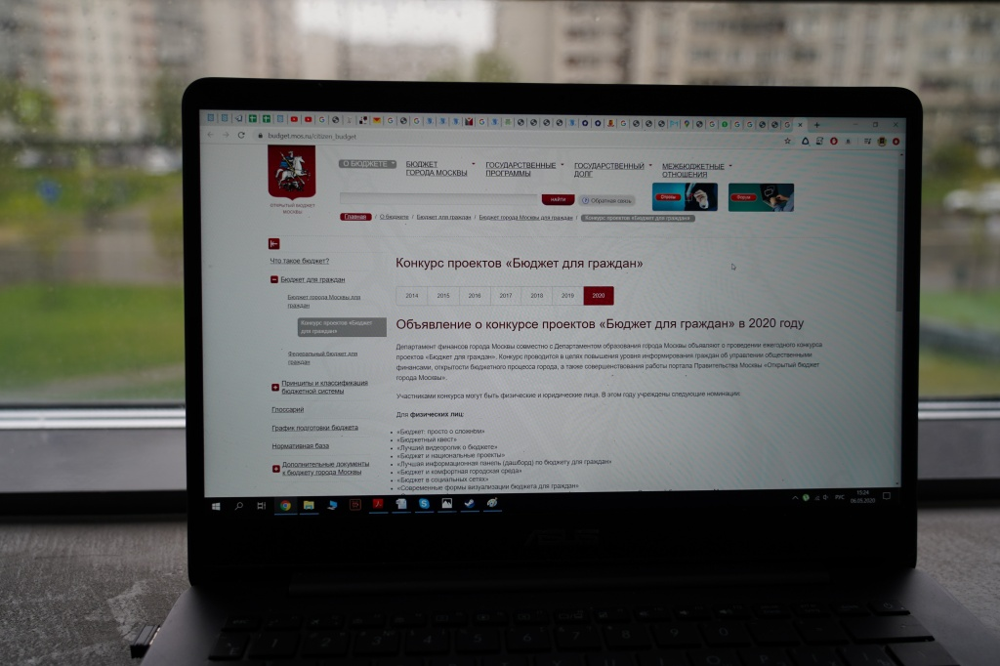 budget.mos.ru/citizen_budget
О БЮДЖЕТЕ
БЮДЖЕТ
ГОРОДА МОСКВЫ
ГОСУДАРСТВЕННЫЕ
ПРОГРАММЫ
ГОСУДАРСТВЕННЫЙ
ДОЛГ
МЕЖБЮДЖЕТНЫЕ
ОТНОШЕНИЯ
ОТКРЫТЫЙ БЮДЖЕТ
МОСКВЫ
НАЙТИ
Обратная связь
Главная / О бюджете / Бюджет для граждан / Бюджет города Москвы для граждан / Конкурс проектов «Бюджет для граждан»
Что такое бюджет?
Бюджет для граждан
Бюджет города Москвы для
граждан
Конкурс проектов «Бюджет
для граждан»
Федеральный бюджет для
граждан
Принципы и классификация
бюджетной системы
Глоссарий
График подготовки бюджета
Нормативная база
Дополнительные документы
к бюджету города Москвы
Конкурс проектов «Бюджет для граждан»
2014 2015 2016 2017 2018 2019 2020
Объявление о конкурсе проектов «Бюджет для граждан» в 2020 году
Департамент финансов города Москвы совместно с Департаментом образования города Москвы объявляют о проведении ежегодного конкурса
проектов «Бюджет для граждан». Конкурс проводится в целях повышения уровня информирования граждан об управлении общественными
финансами, открытости бюджетного процесса города, а также совершенствования работы портала Правительства Москвы «Открытый бюджет
города Москвы».
Участниками конкурса могут быть физические и юридические лица. В этом году учреждены следующие номинации:
Для физических лиц:
«Бюджет: просто о сложном»
«Бюджетный квест»
«Лучший видеоролик о бюджете»
«Бюджет и национальные проекты»
«Лучшая информационная панель (дашборд) по бюджету для граждан»
«Бюджет и комфортная городская среда»
«Бюджет в социальных сетях»
«Современные формы визуализации бюджета для граждан»
РУС
15:24
06.05.2020
ASUS